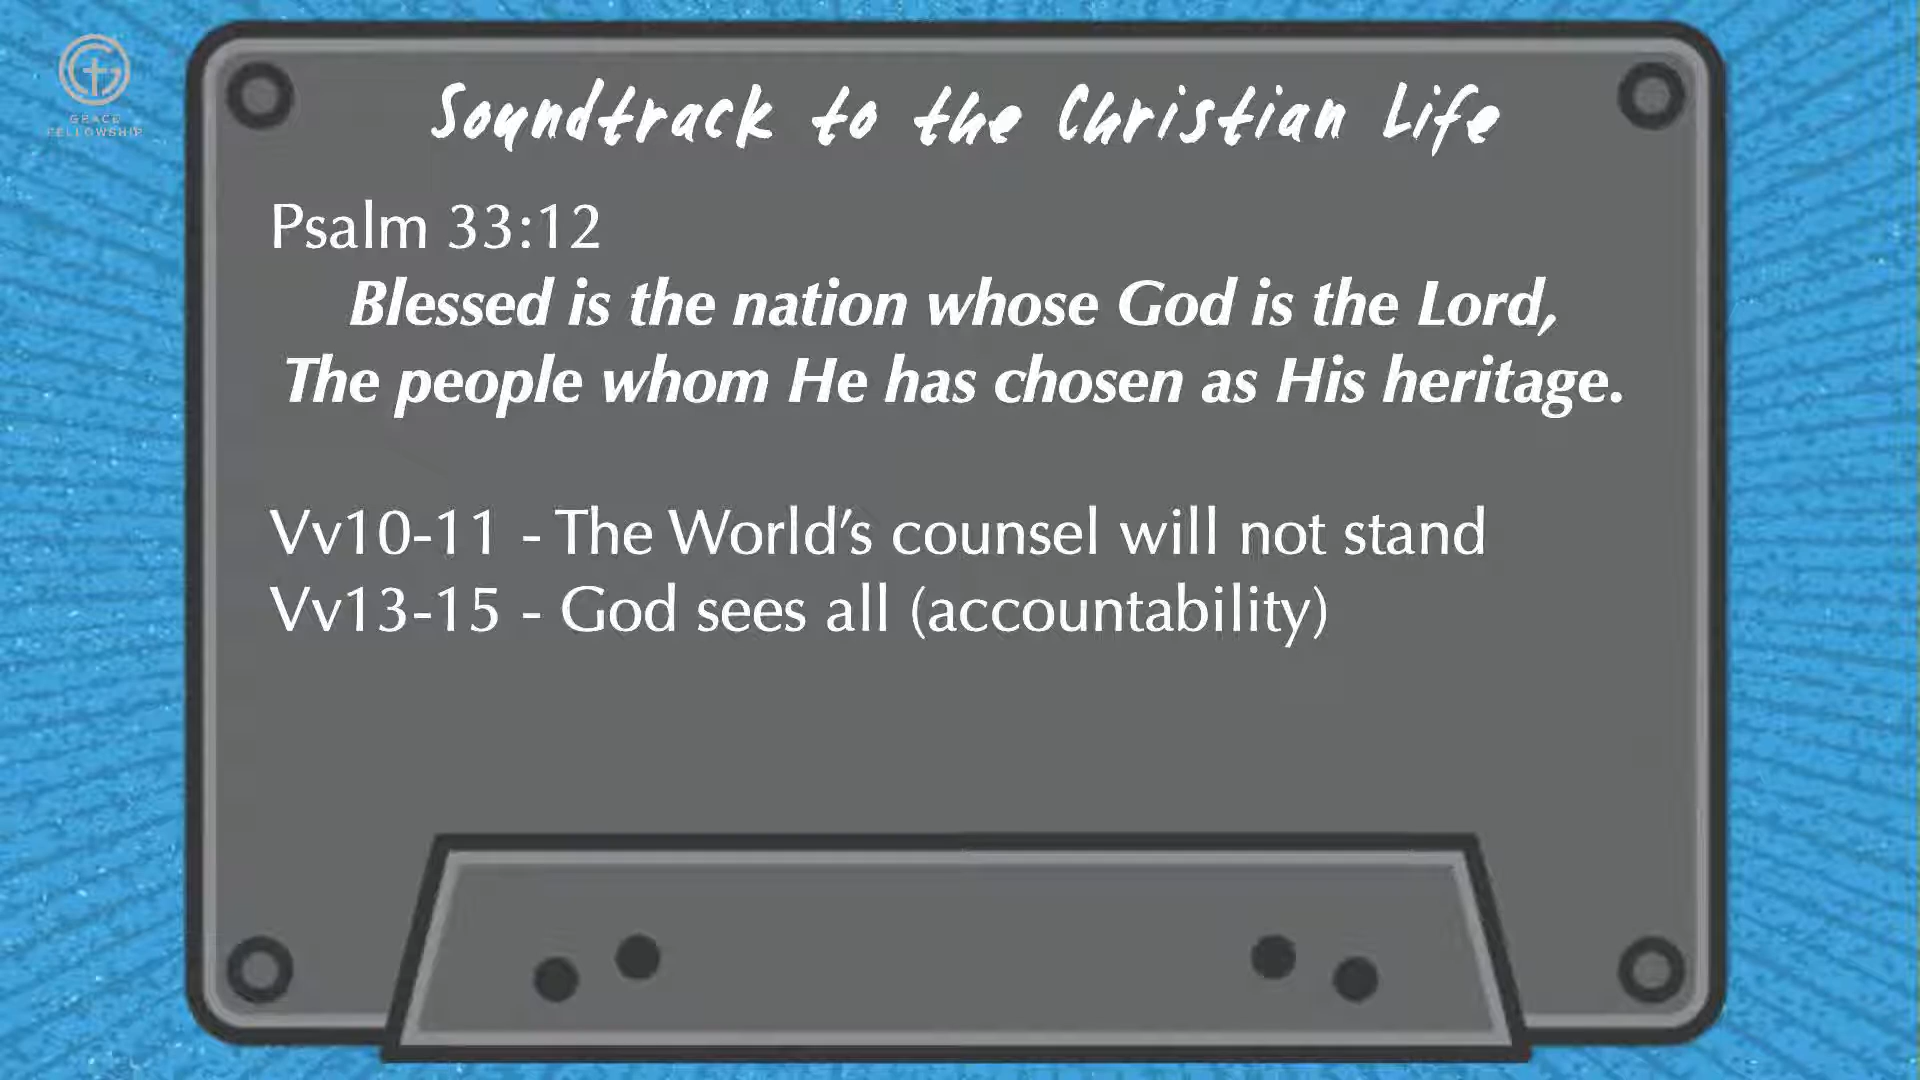 GRACE
FELLOWSHIP
Soundtrack to the Christian Life
Psalm 33:12
Blessed is the nation whose God is the Lord,
The people whom He has chosen as His heritage.
Vv10-11 - The World’s counsel will not stand
Vv13-15 - God sees all (accountability)